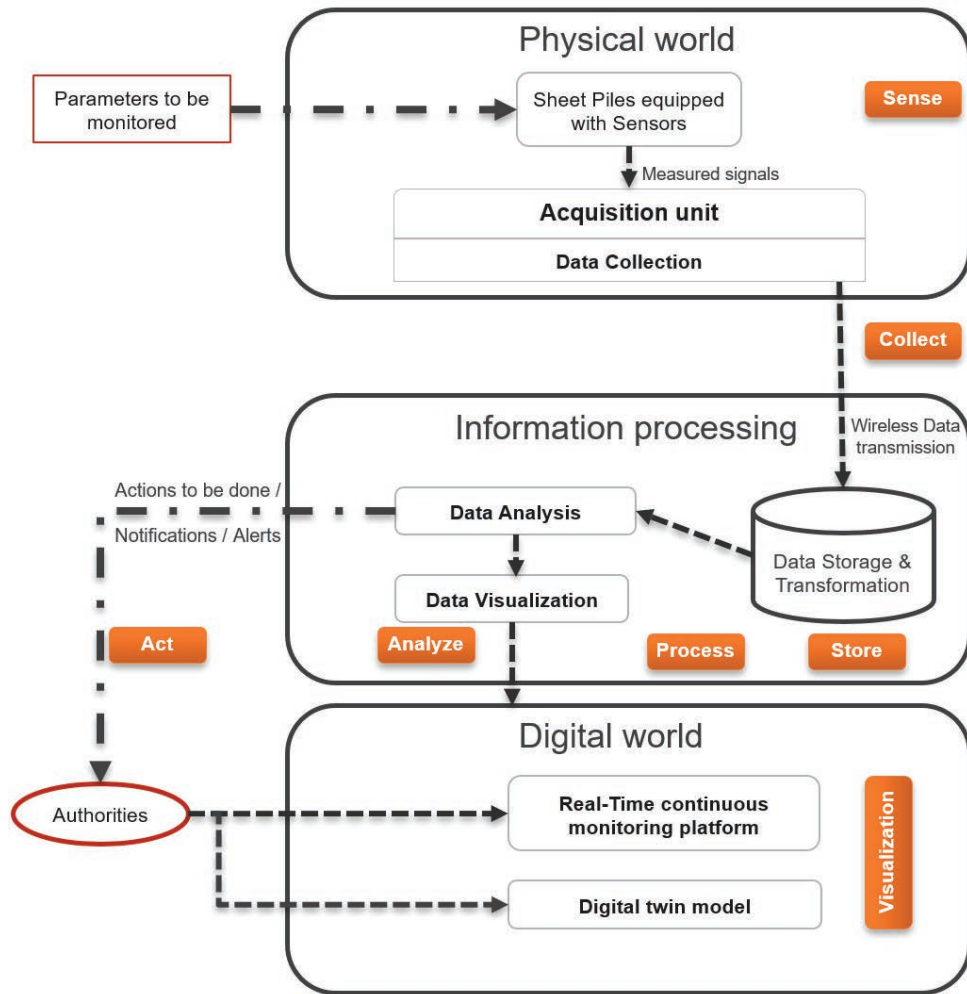 Physical world
Parameters to be
monitored
Sheet Piles equipped
with Sensors
Sense
Measured signals
Acquisition unit
Data Collection
Collect
Information processing
Wireless Data
transmission
Actions to be done /
Notifications / Alerts
Data Analysis
Data Storage &
Transformation
Data Visualization
Act
Analyze
Process
Store
Digital world
Authorities
Real-Time continuous
monitoring platform
Digital twin model
Visualization